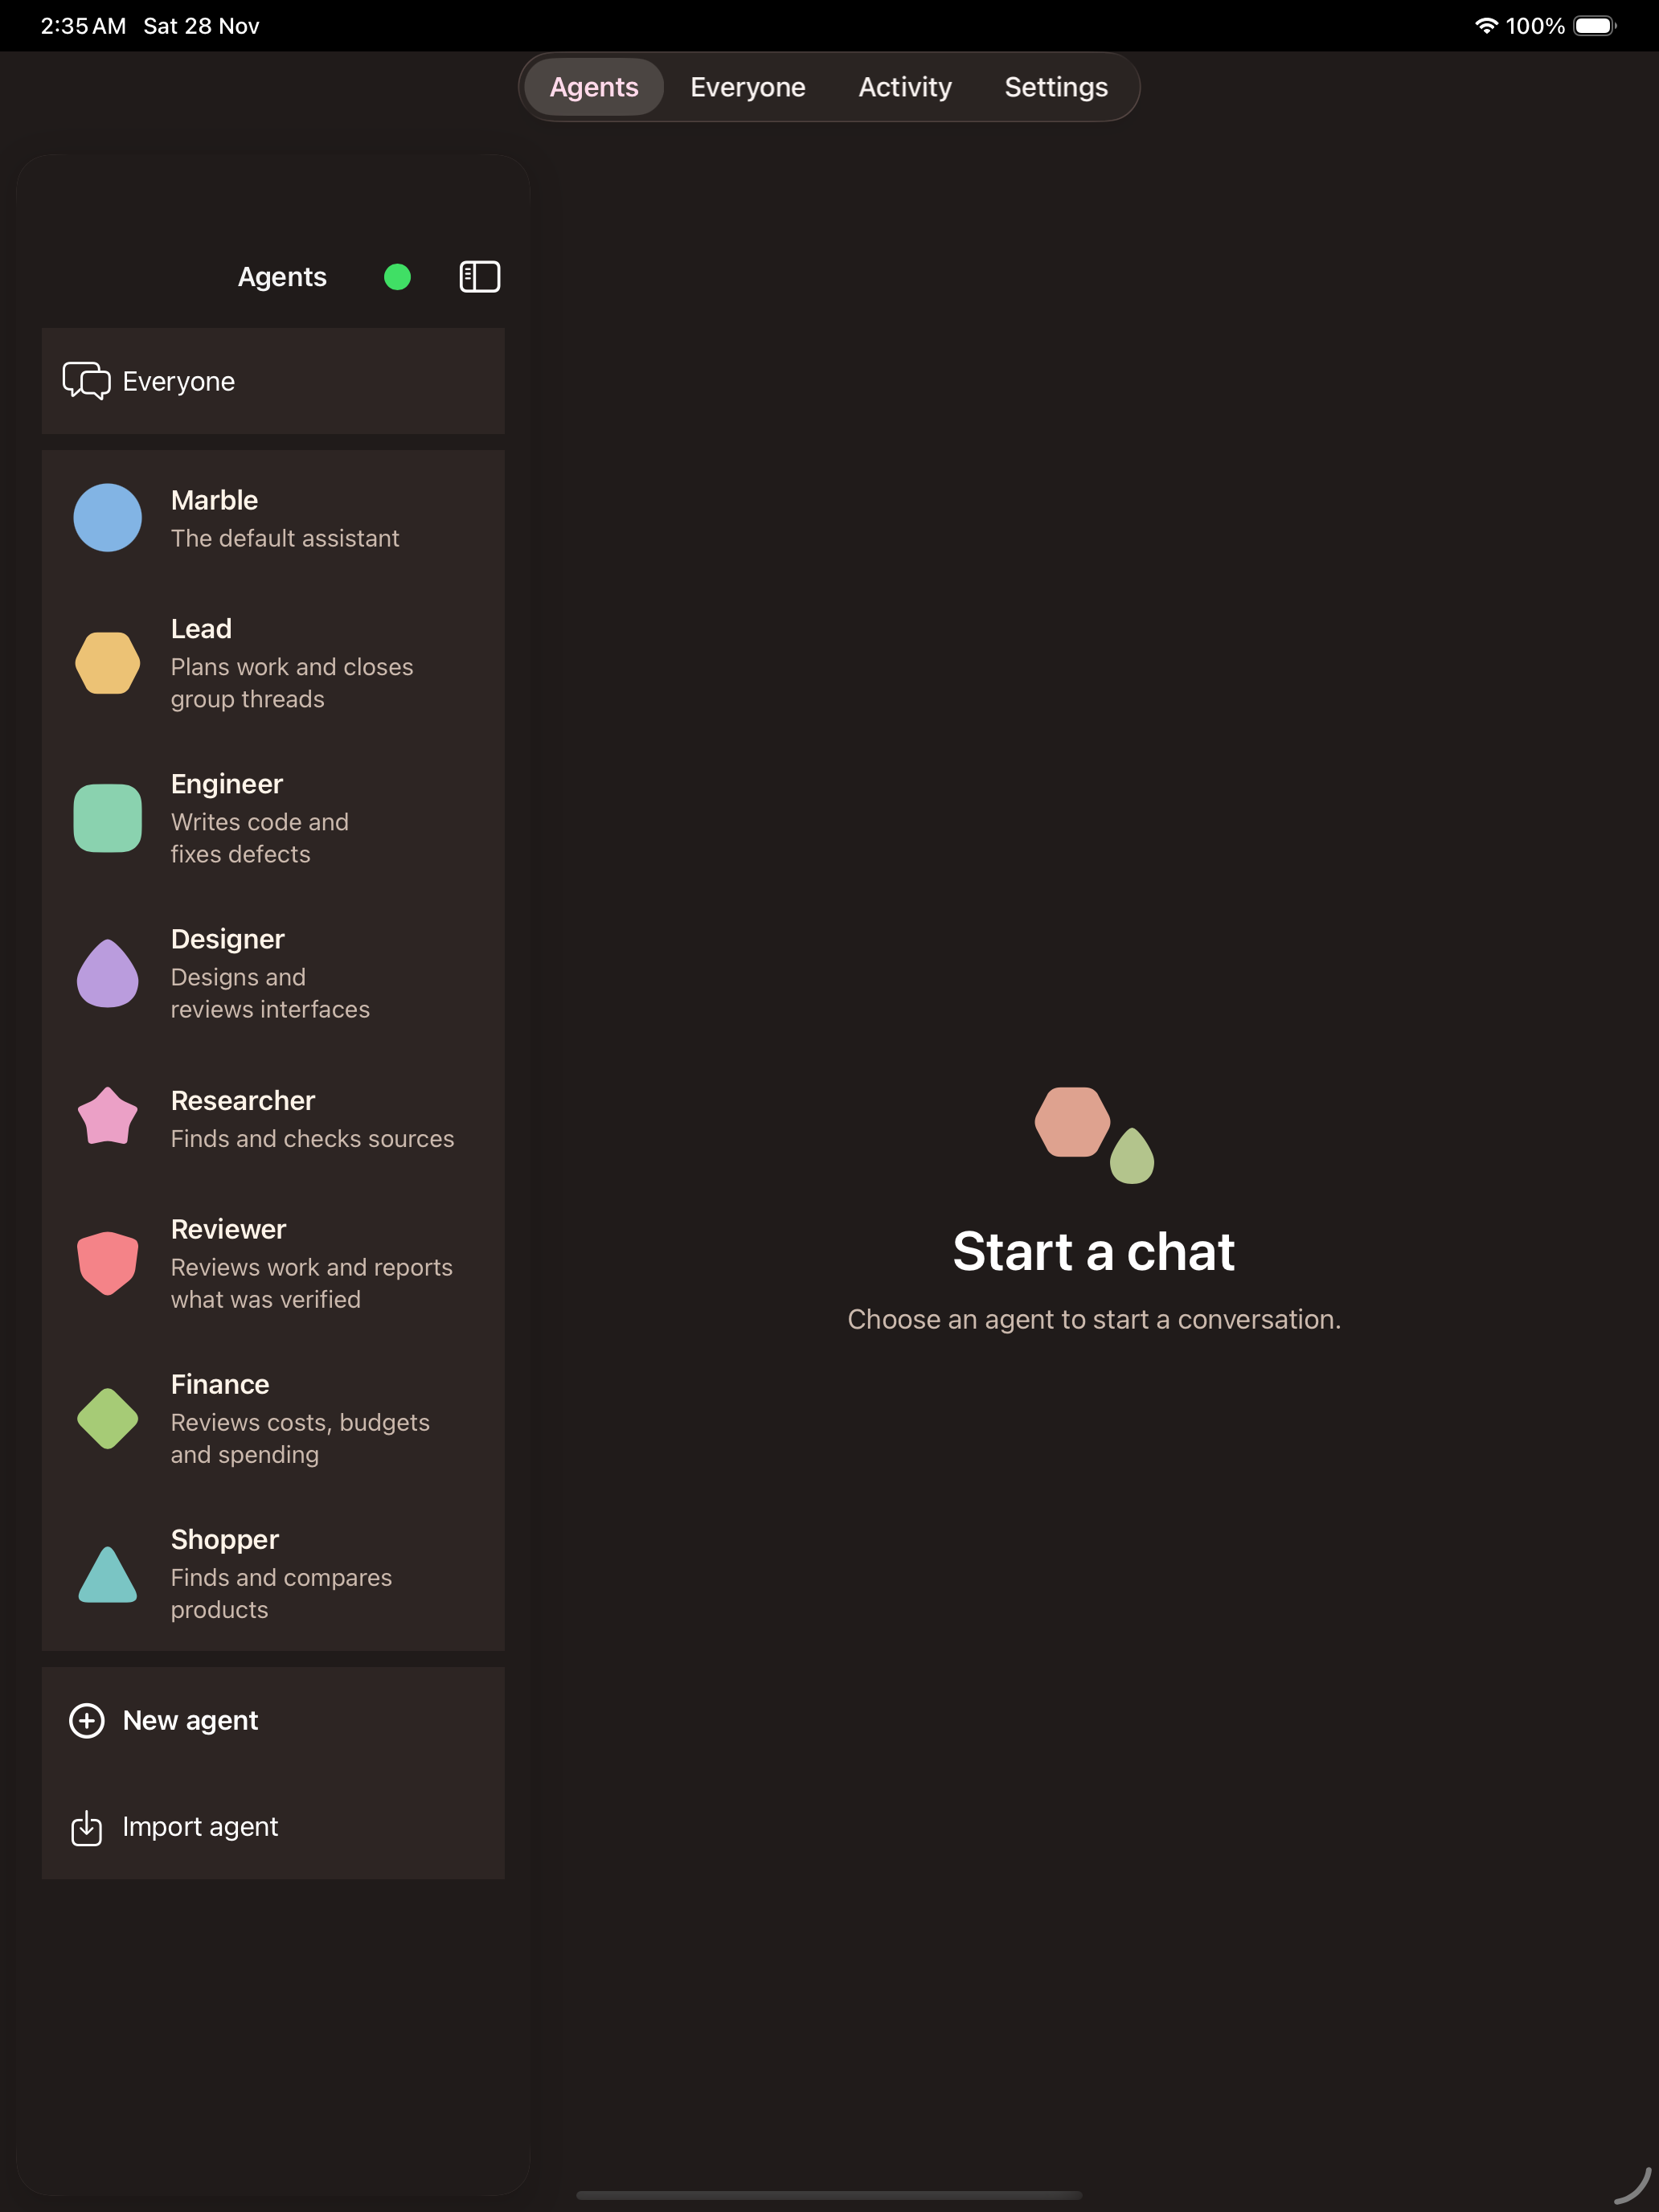 2:35 AM Sat 28 Nov
100%
Agents Everyone Activity Settings
Agents
Everyone
Marble
The default assistant
Lead
Plans work and closes
group threads
Engineer
Writes code and
fixes defects
Designer
Designs and
reviews interfaces
Researcher
Finds and checks sources
Reviewer
Reviews work and reports
what was verified
Finance
Reviews costs, budgets
and spending
Shopper
Finds and compares
products
New agent
Import agent
Start a chat
Choose an agent to start a conversation.